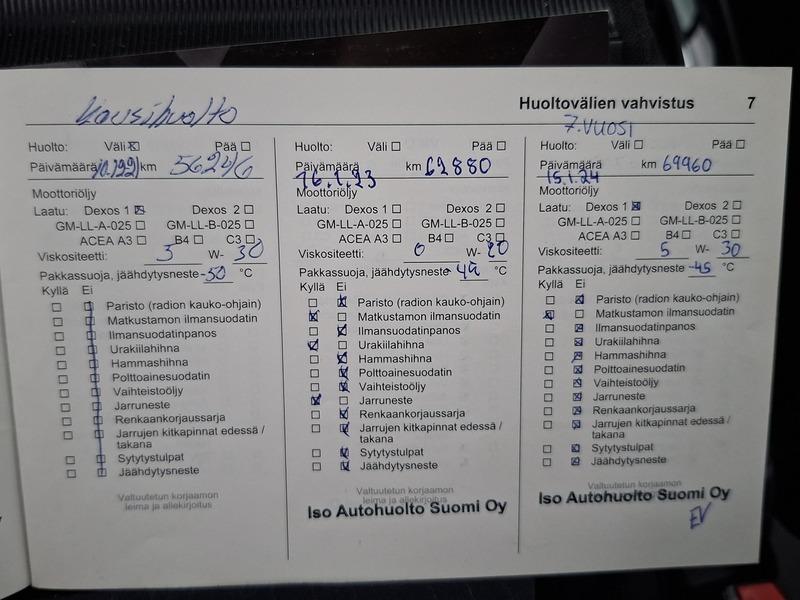 Huoltovälien vahvistus 7
Kausihuolto
Huolto: Väli ☒ Pää ☐
Päivämäärä km
Moottoriöljy
Laatu: Dexos 1 ☒ Dexos 2 ☐
GM-LL-A-025 ☐ GM-LL-B-025 ☐
ACEA A3 ☐ B4 ☐ C3 ☐
Viskositeetti: 5 W- 30
Pakkassuoja, jäähdytysneste -50 °C
Kyllä Ei
Paristo (radion kauko-ohjain)
Matkustamon ilmansuodatin
Ilmansuodatinpanos
Urakiilahihna
Hammashihna
Polttoainesuodatin
Vaihteistoöljy
Jarruneste
Renkaankorjaussarja
Jarrujen kitkapinnat edessä /
takana
Sytytystulpat
Jäähdytysneste
Valtuutetun korjaamon
leima ja allekirjoitus
Huolto: Väli ☐ Pää ☐
Päivämäärä km 62880
16.1.23
Moottoriöljy
Laatu: Dexos 1 ☐ Dexos 2 ☐
GM-LL-A-025 ☐ GM-LL-B-025 ☐
ACEA A3 ☐ B4 ☐ C3 ☐
Viskositeetti: 0 W- 20
Pakkassuoja, jäähdytysneste °C
Kyllä Ei
Paristo (radion kauko-ohjain)
Matkustamon ilmansuodatin
Ilmansuodatinpanos
Urakiilahihna
Hammashihna
Polttoainesuodatin
Vaihteistoöljy
Jarruneste
Renkaankorjaussarja
Jarrujen kitkapinnat edessä /
takana
Sytytystulpat
Jäähdytysneste
Valtuutetun korjaamon
leima ja allekirjoitus
Iso Autohuolto Suomi Oy
7.VUOSI
Huolto: Väli ☐ Pää ☐
Päivämäärä km 69960
15.1.24
Moottoriöljy
Laatu: Dexos 1 ☒ Dexos 2 ☐
GM-LL-A-025 ☐ GM-LL-B-025 ☐
ACEA A3 ☐ B4 ☐ C3 ☐
Viskositeetti: 5 W- 30
Pakkassuoja, jäähdytysneste -45 °C
Kyllä Ei
Paristo (radion kauko-ohjain)
Matkustamon ilmansuodatin
Ilmansuodatinpanos
Urakiilahihna
Hammashihna
Polttoainesuodatin
Vaihteistoöljy
Jarruneste
Renkaankorjaussarja
Jarrujen kitkapinnat edessä /
takana
Sytytystulpat
Jäähdytysneste
Valtuutetun korjaamon
leima ja allekirjoitus
Iso Autohuolto Suomi Oy
EV